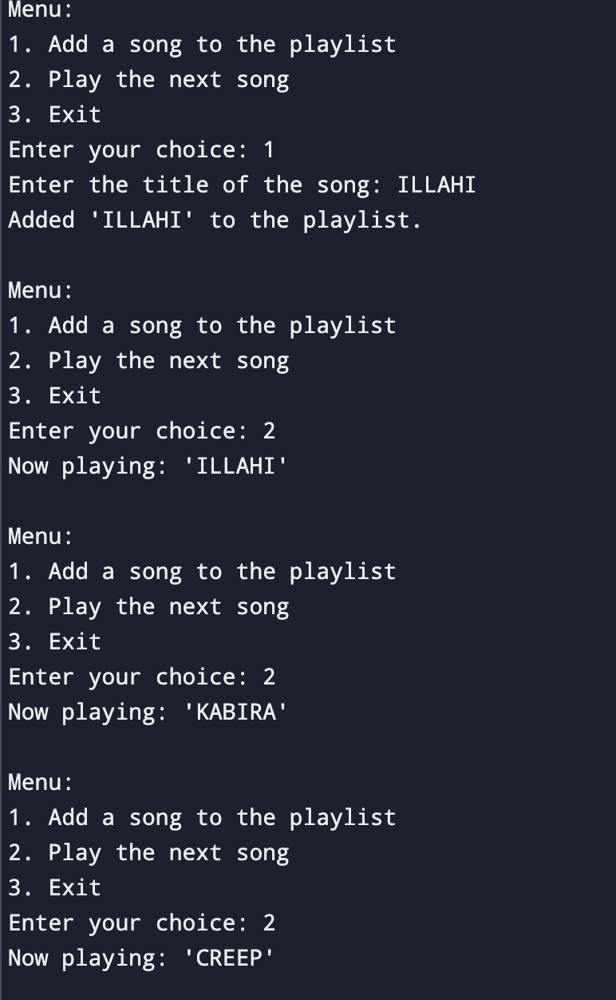 Menu:
1. Add a song to the playlist
2. Play the next song
3. Exit
Enter your choice: 1
Enter the title of the song: ILLAHI
Added 'ILLAHI' to the playlist.

Menu:
1. Add a song to the playlist
2. Play the next song
3. Exit
Enter your choice: 2
Now playing: 'ILLAHI'

Menu:
1. Add a song to the playlist
2. Play the next song
3. Exit
Enter your choice: 2
Now playing: 'KABIRA'

Menu:
1. Add a song to the playlist
2. Play the next song
3. Exit
Enter your choice: 2
Now playing: 'CREEP'